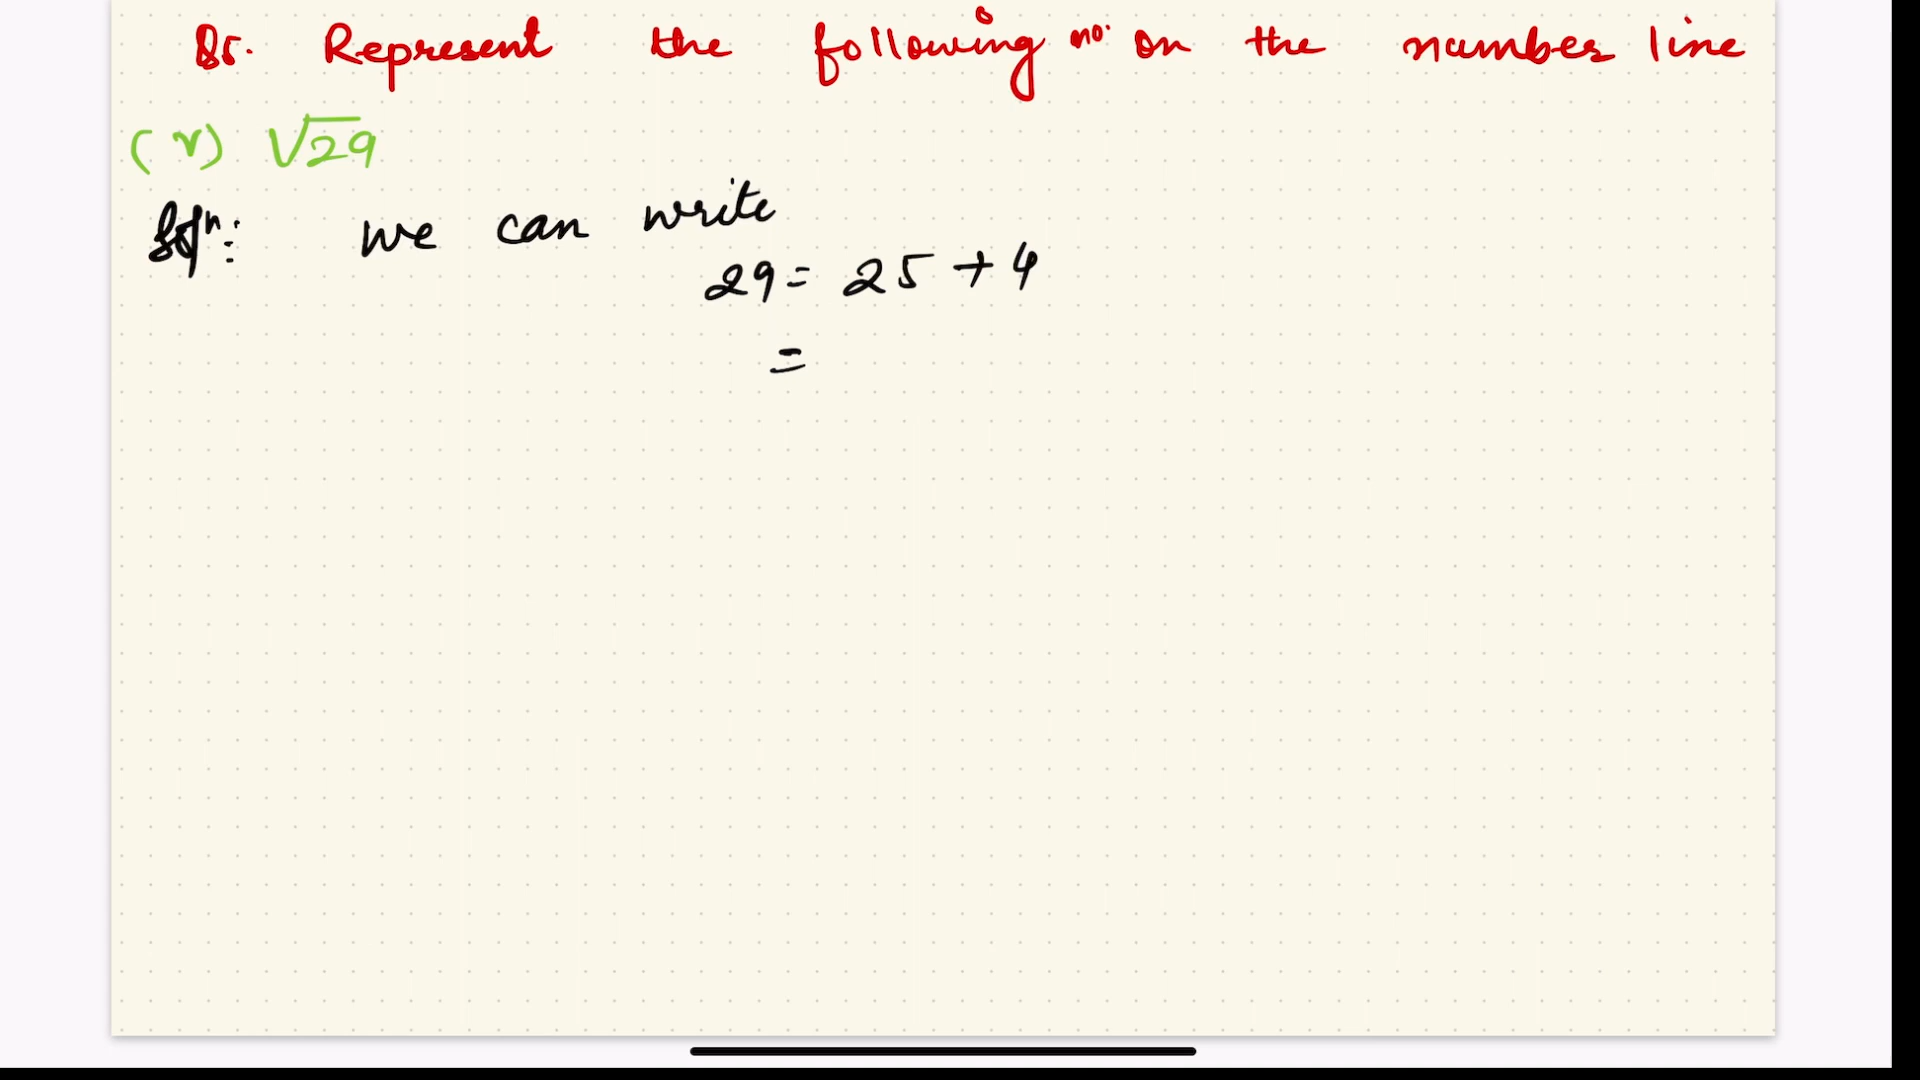 Q5. Represent the following no. on the number line
(v) √29
Solⁿ: we can write
29 = 25 + 4
=